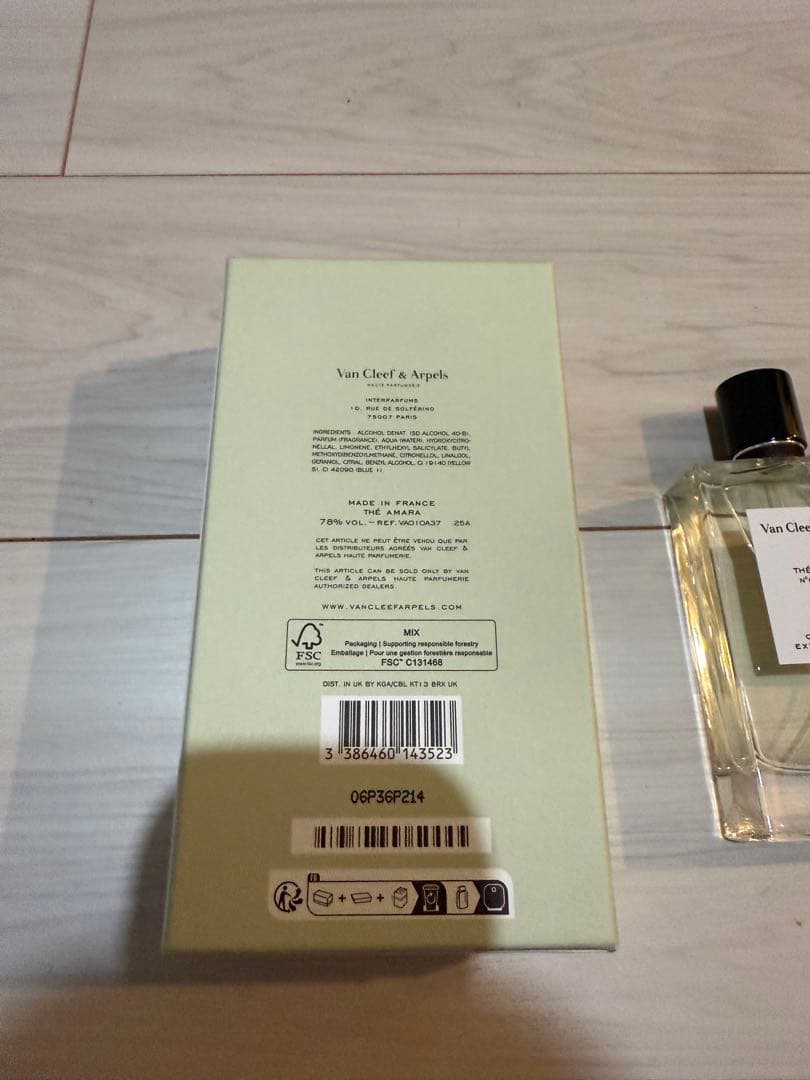 Van Cleef & Arpels
HAUTE PARFUMERIE
INTERPARFUMS
10, RUE DE SOLFÉRINO
75007 PARIS
INGREDIENTS : ALCOHOL DENAT. (SD ALCOHOL 40-B),
PARFUM (FRAGRANCE), AQUA (WATER), HYDROXYCITRO-
NELLAL, LIMONENE, ETHYLHEXYL SALICYLATE, BUTYL
METHOXYDIBENZOYLMETHANE, CITRONELLOL, LINALOOL,
GERANIOL, CITRAL, BENZYL ALCOHOL, CI 19140 (YELLOW
5), CI 42090 (BLUE 1).
MADE IN FRANCE
THÉ AMARA
78% VOL. – REF. VA010A37 25A
CET ARTICLE NE PEUT ÊTRE VENDU QUE PAR
LES DISTRIBUTEURS AGRÉÉS VAN CLEEF &
ARPELS HAUTE PARFUMERIE.
THIS ARTICLE CAN BE SOLD ONLY BY VAN
CLEEF & ARPELS HAUTE PARFUMERIE
AUTHORIZED DEALERS.
WWW.VANCLEEFARPELS.COM
FSC
www.fsc.org
MIX
Packaging | Supporting responsible forestry
Emballage | Pour une gestion forestière responsable
FSC™ C131468
DIST. IN UK BY KGA/CBL KT13 8RX UK
3 386460 143523
06P36P214
FR
Van Clee
THÉ